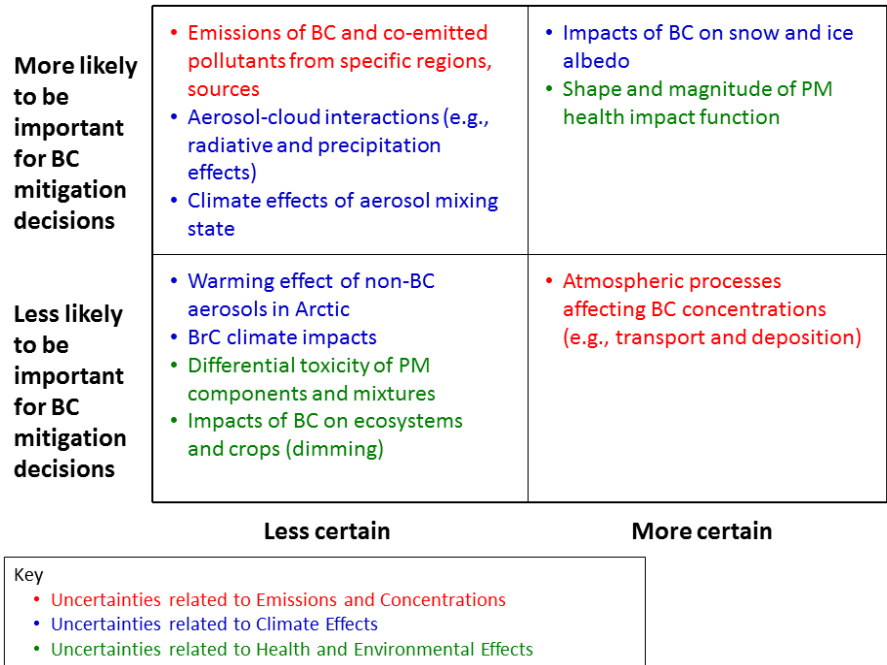 More likely
to be
important
for BC
mitigation
decisions
• Emissions of BC and co-emitted
pollutants from specific regions,
sources
• Aerosol-cloud interactions (e.g.,
radiative and precipitation
effects)
• Climate effects of aerosol mixing
state
• Impacts of BC on snow and ice
albedo
• Shape and magnitude of PM
health impact function
Less likely
to be
important
for BC
mitigation
decisions
• Warming effect of non-BC
aerosols in Arctic
• BrC climate impacts
• Differential toxicity of PM
components and mixtures
• Impacts of BC on ecosystems
and crops (dimming)
• Atmospheric processes
affecting BC concentrations
(e.g., transport and deposition)
Less certain
More certain
Key
• Uncertainties related to Emissions and Concentrations
• Uncertainties related to Climate Effects
• Uncertainties related to Health and Environmental Effects